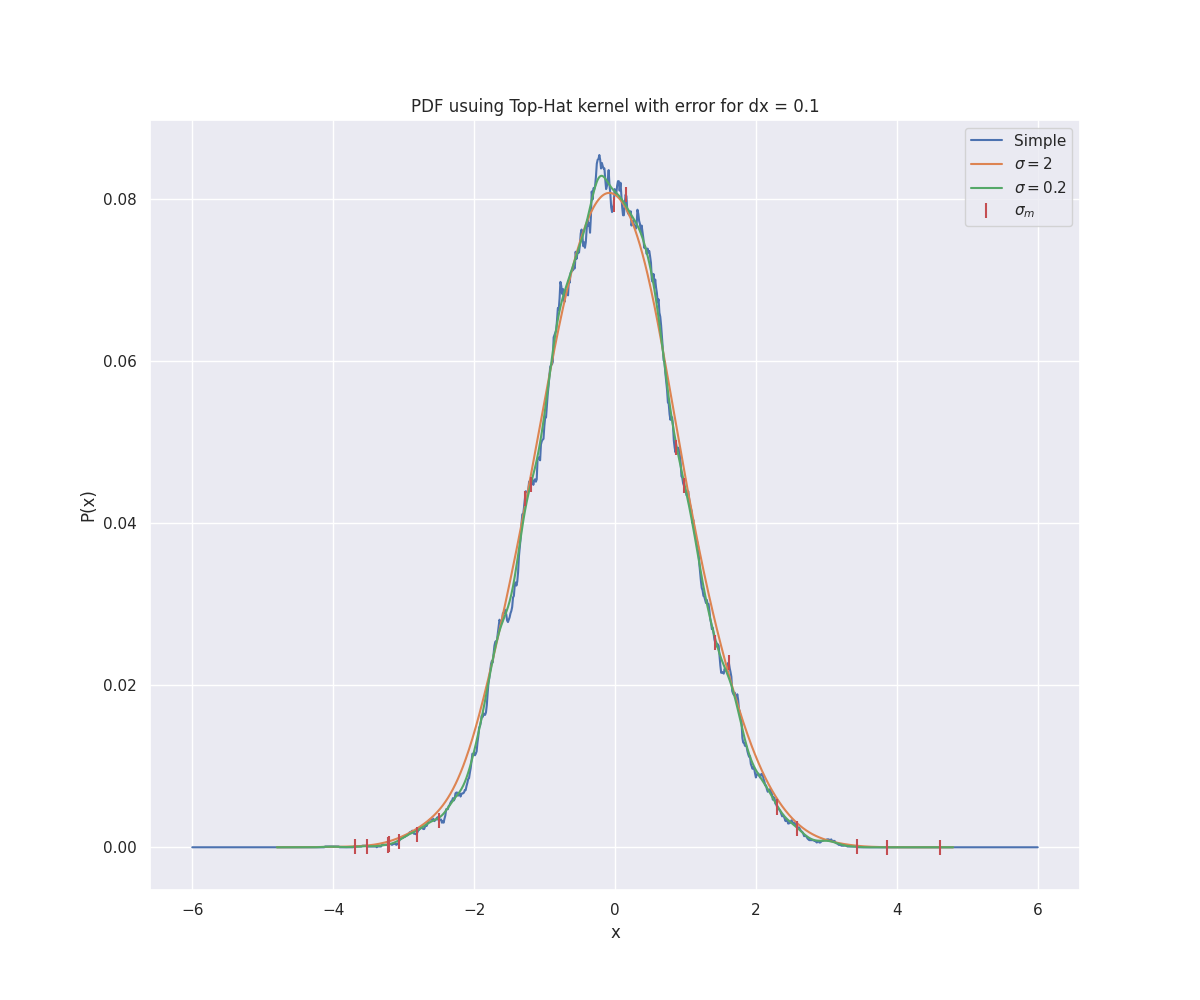 PDF usuing Top-Hat kernel with error for dx = 0.1
Simple
σ = 2
σ = 0.2
σₘ
P(x)
0.08
0.06
0.04
0.02
0.00
−6
−4
−2
0
2
4
6
x